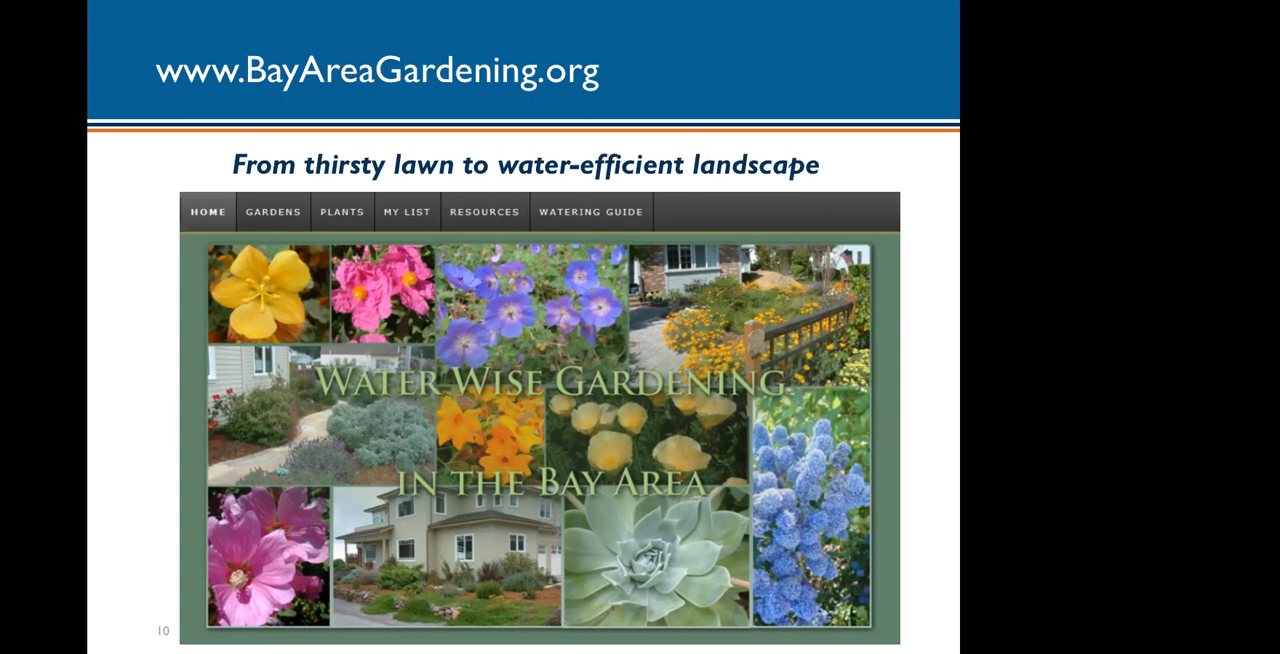 www.BayAreaGardening.org
From thirsty lawn to water-efficient landscape
HOME GARDENS PLANTS MY LIST RESOURCES WATERING GUIDE
WATER WISE GARDENING
IN THE BAY AREA
10